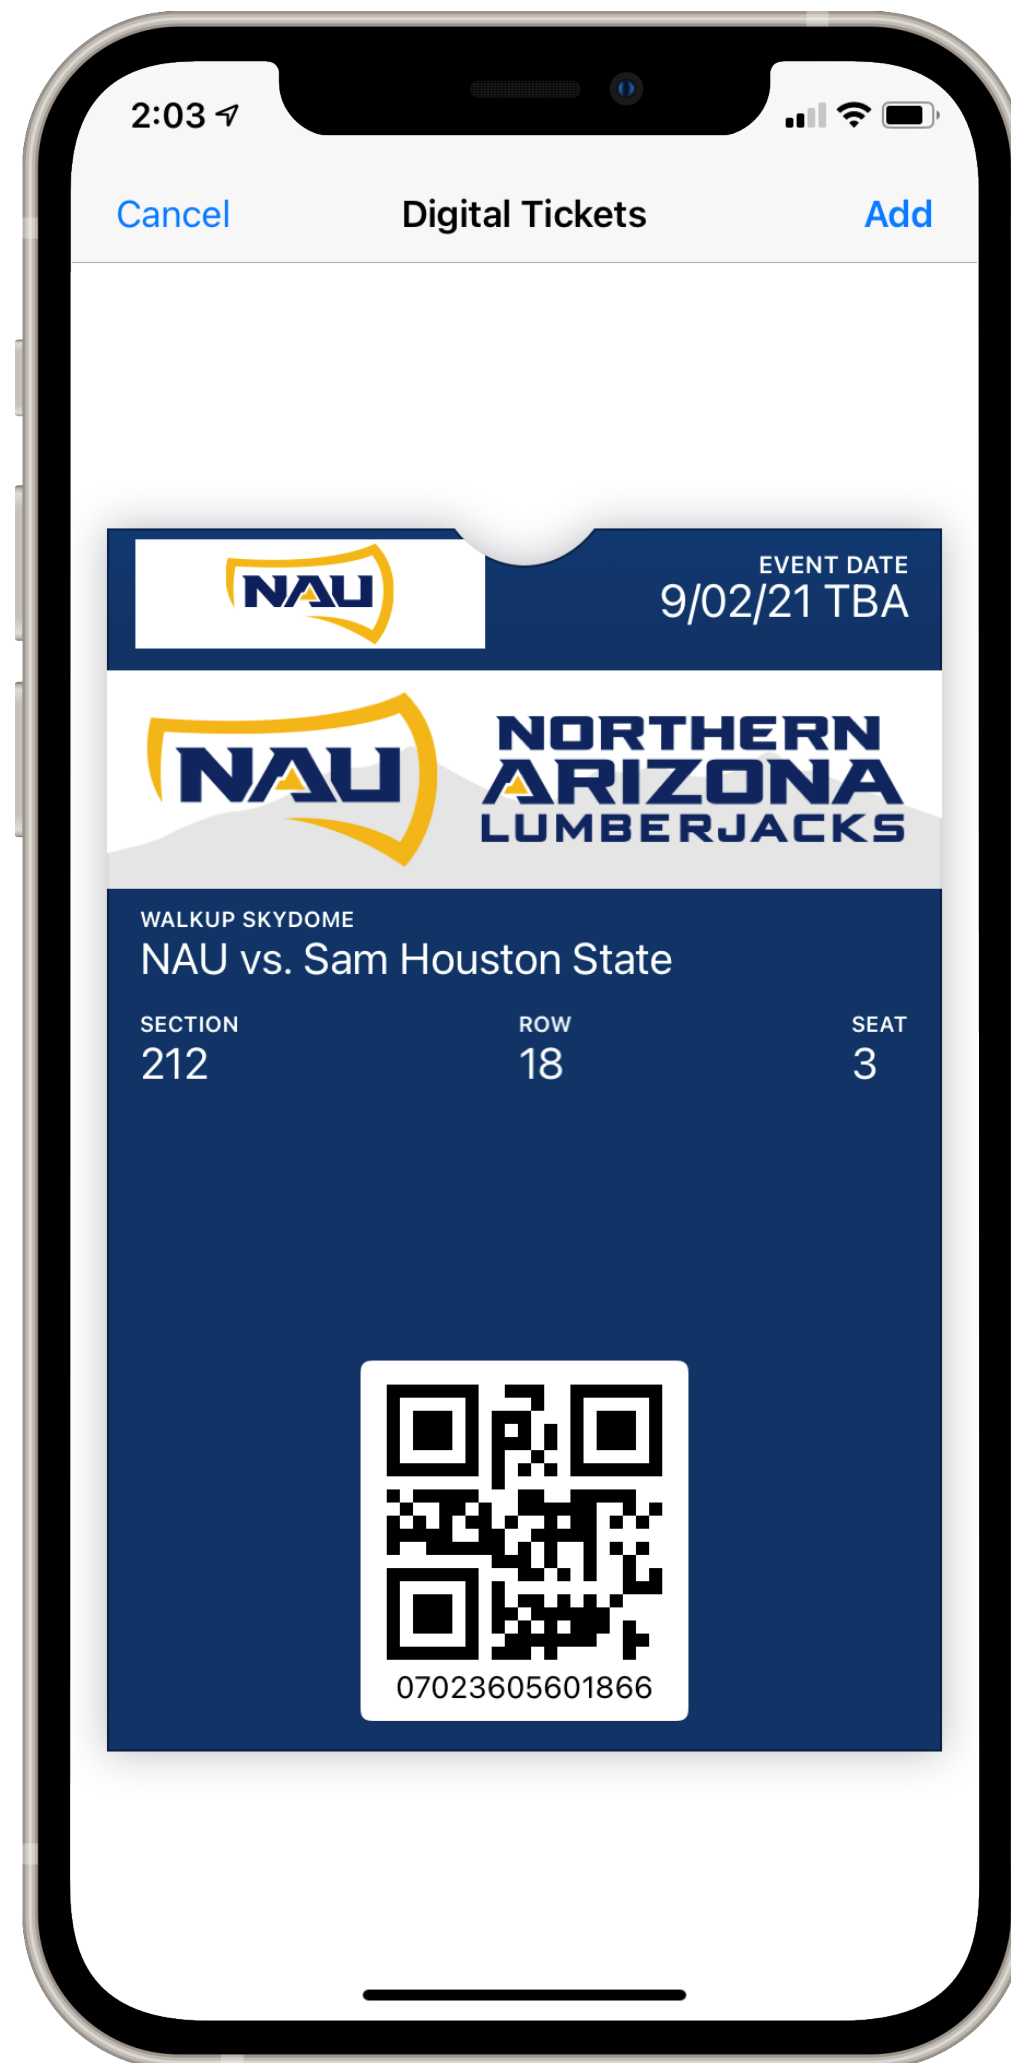 2:03
Cancel Digital Tickets Add
NAU
EVENT DATE
9/02/21 TBA
NAU
NORTHERN
ARIZONA
LUMBERJACKS
WALKUP SKYDOME
NAU vs. Sam Houston State
SECTION ROW SEAT
212 18 3
07023605601866